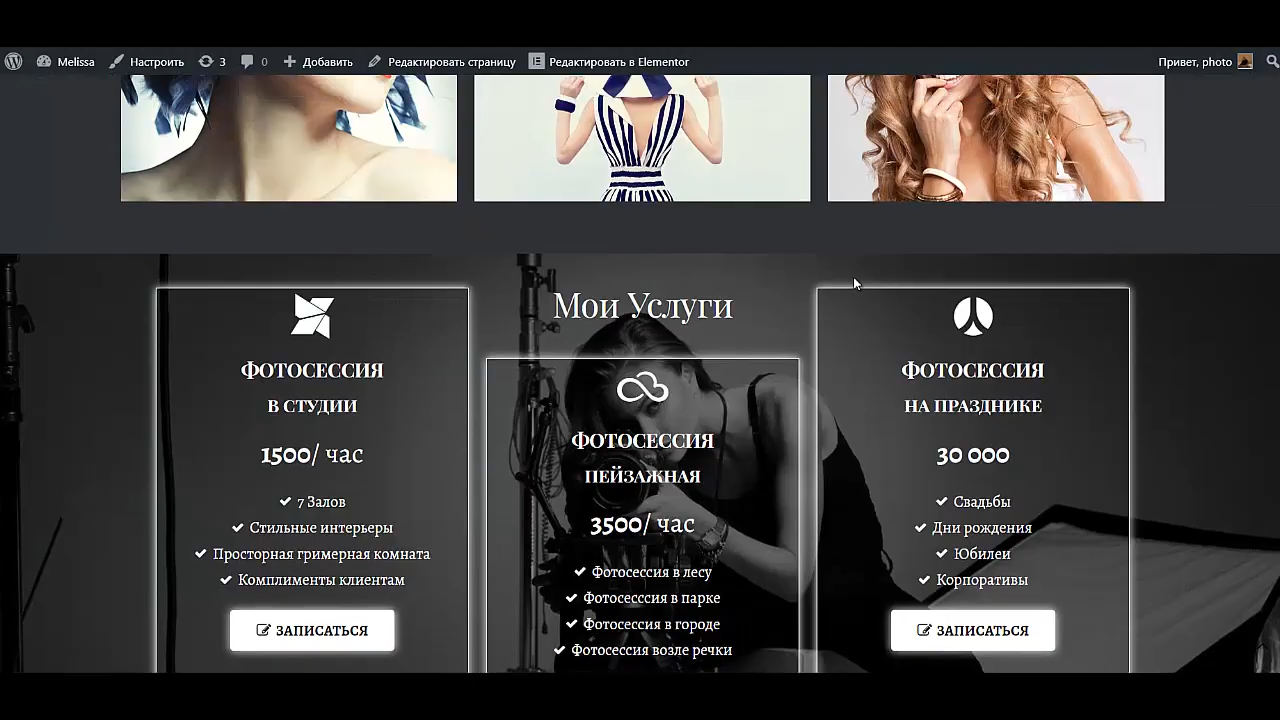 Melissa Настроить 3 0 Добавить Редактировать страницу Редактировать в Elementor Привет, photo
Мои Услуги
ФОТОСЕССИЯ
В СТУДИИ
1500/ час
7 Залов
Стильные интерьеры
Просторная гримерная комната
Комплименты клиентам
ЗАПИСАТЬСЯ
ФОТОСЕССИЯ
ПЕЙЗАЖНАЯ
3500/ час
Фотосессия в лесу
Фотосесссия в парке
Фотосессия в городе
Фотосессия возле речки
ФОТОСЕССИЯ
НА ПРАЗДНИКЕ
30 000
Свадьбы
Дни рождения
Юбилеи
Корпоративы
ЗАПИСАТЬСЯ